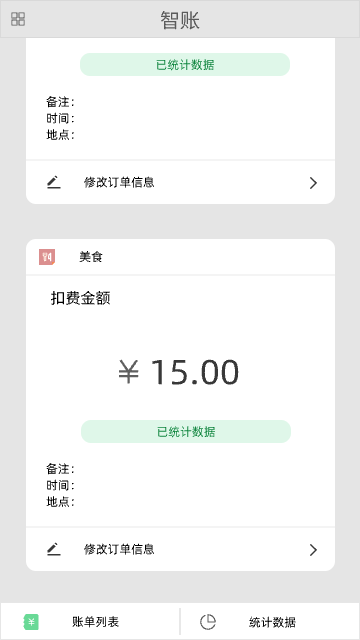 智账
已统计数据
备注：
时间：
地点：
修改订单信息
美食
扣费金额
¥ 15.00
已统计数据
备注：
时间：
地点：
修改订单信息
账单列表
统计数据